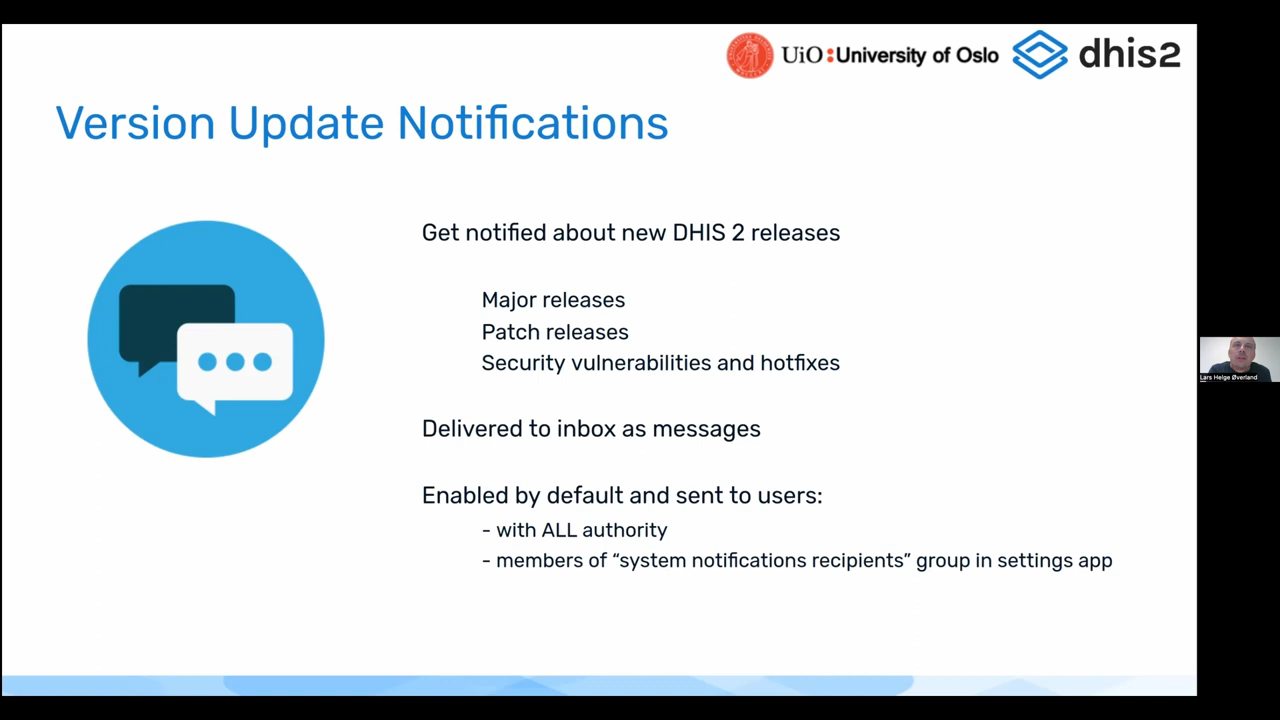 UiO:University of Oslo
dhis2
Version Update Notifications
Get notified about new DHIS 2 releases
Major releases
Patch releases
Security vulnerabilities and hotfixes
Delivered to inbox as messages
Enabled by default and sent to users:
- with ALL authority
- members of “system notifications recipients” group in settings app
Lars Helge Øverland